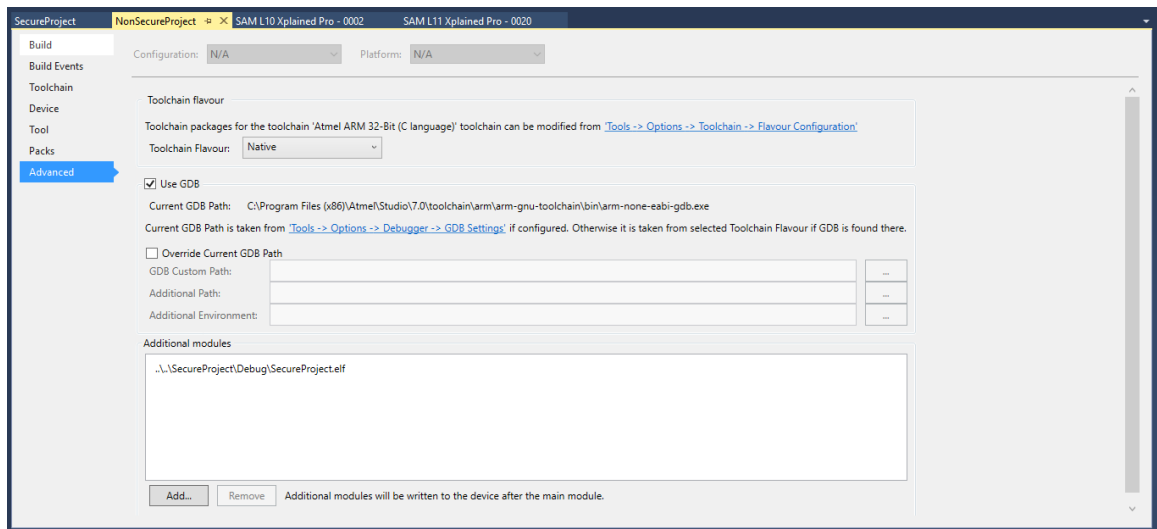 SecureProject NonSecureProject SAM L10 Xplained Pro - 0002 SAM L11 Xplained Pro - 0020
Build
Build Events
Toolchain
Device
Tool
Packs
Advanced
Configuration: N/A Platform: N/A
Toolchain flavour
Toolchain packages for the toolchain 'Atmel ARM 32-Bit (C language)' toolchain can be modified from 'Tools -> Options -> Toolchain -> Flavour Configuration'
Toolchain Flavour: Native
Use GDB
Current GDB Path: C:\Program Files (x86)\Atmel\Studio\7.0\toolchain\arm\arm-gnu-toolchain\bin\arm-none-eabi-gdb.exe
Current GDB Path is taken from 'Tools -> Options -> Debugger -> GDB Settings' if configured. Otherwise it is taken from selected Toolchain Flavour if GDB is found there.
Override Current GDB Path
GDB Custom Path: ...
Additional Path: ...
Additional Environment: ...
Additional modules
..\..\SecureProject\Debug\SecureProject.elf
Add... Remove Additional modules will be written to the device after the main module.